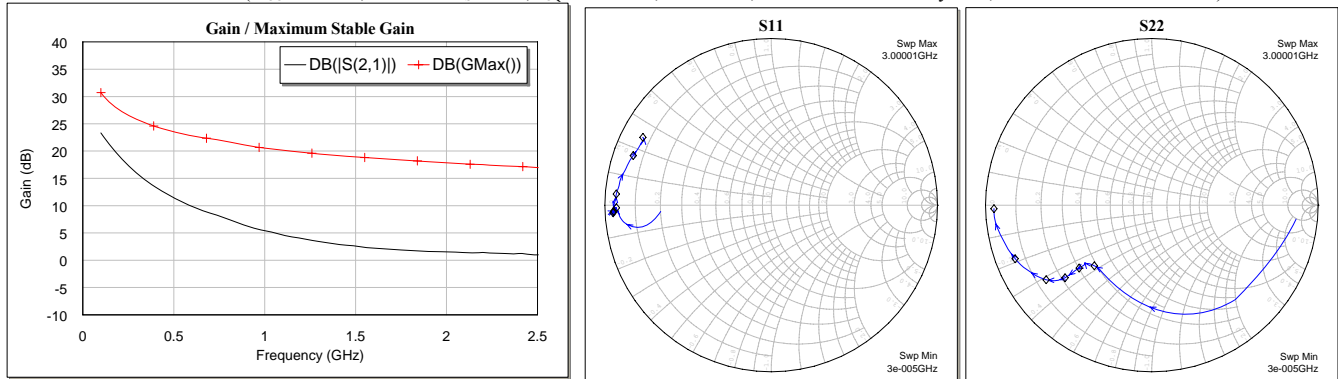 Gain / Maximum Stable Gain
DB(|S(2,1)|)
DB(GMax())
Gain (dB)
40
35
30
25
20
15
10
5
0
-5
-10
0
0.5
1
1.5
2
2.5
Frequency (GHz)
S11
Swp Max
3.00001GHz
Swp Min
3e-005GHz
S22
Swp Max
3.00001GHz
Swp Min
3e-005GHz